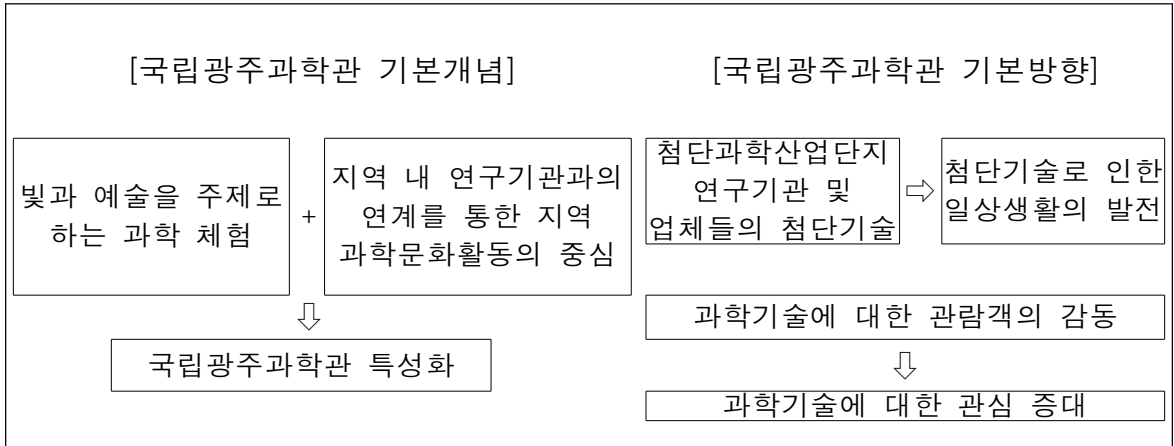 [국립광주과학관 기본개념]
빛과 예술을 주제로
하는 과학 체험
+
지역 내 연구기관과의
연계를 통한 지역
과학문화활동의 중심
⇩
국립광주과학관 특성화
[국립광주과학관 기본방향]
첨단과학산업단지
연구기관 및
업체들의 첨단기술
⇨
첨단기술로 인한
일상생활의 발전
과학기술에 대한 관람객의 감동
⇩
과학기술에 대한 관심 증대